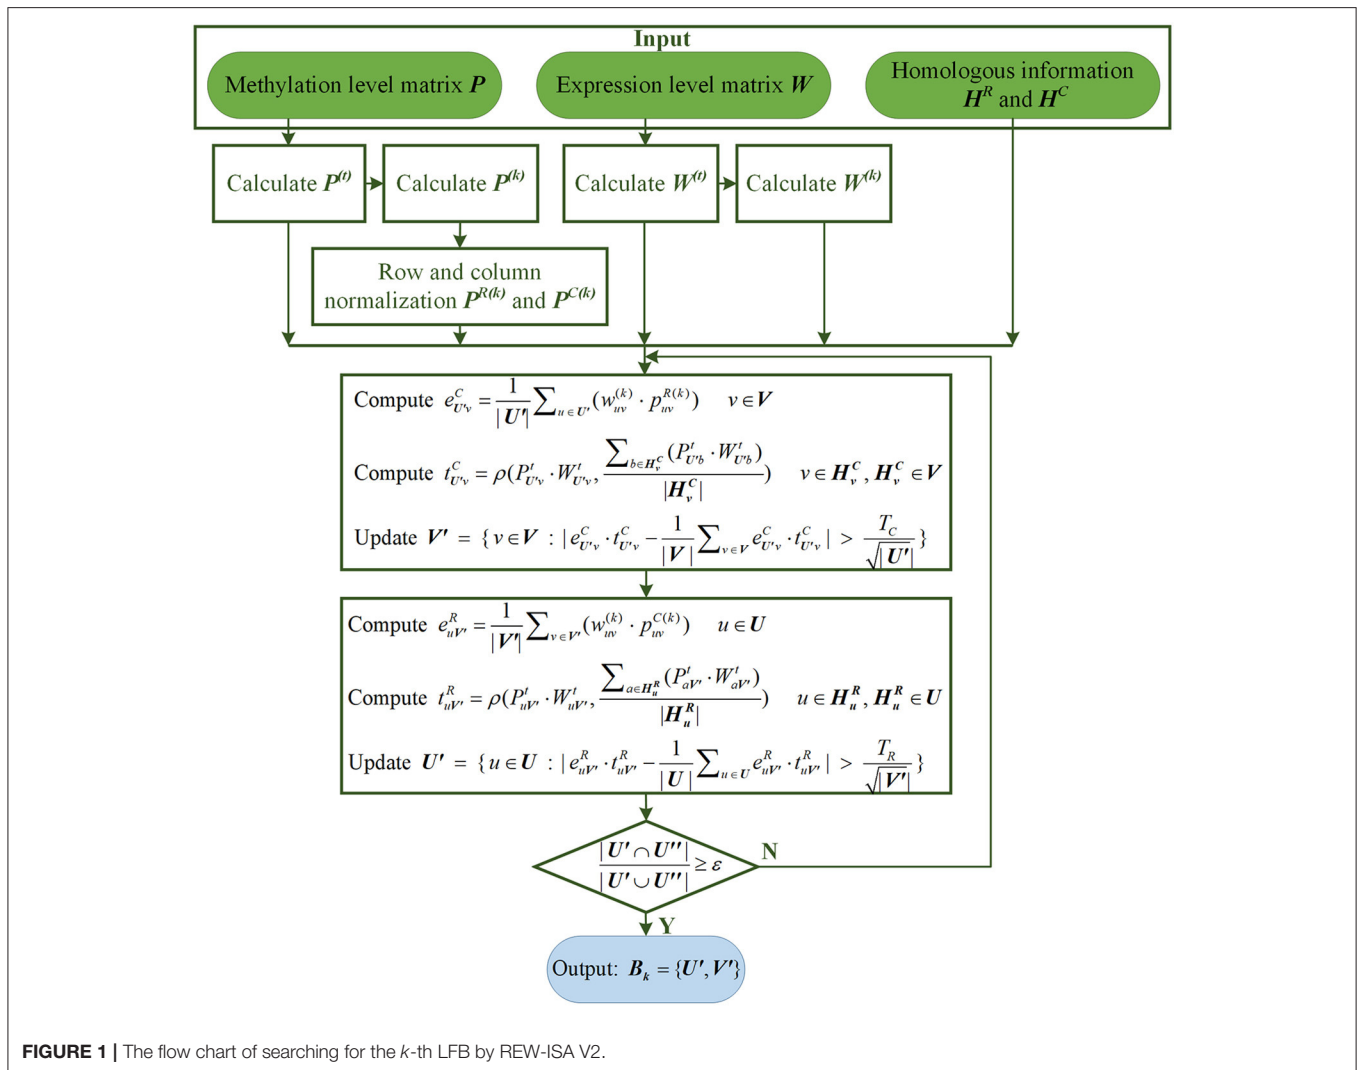 Input
Methylation level matrix P
Expression level matrix W
Homologous information
H^R and H^C
Calculate P^(t)
Calculate P^(k)
Calculate W^(t)
Calculate W^(k)
Row and column
normalization P^R(k) and P^C(k)
Compute e^C_{U'v} = 1/|U'| ∑_{u∈U'} (w^(k)_{uv} · p^{R(k)}_{uv}) v∈V
Compute t^C_{U'v} = ρ(P^t_{U'v} · W^t_{U'v}, ∑_{b∈H^C_v} (P^t_{U'b} · W^t_{U'b}) / |H^C_v|) v∈H^C_v, H^C_v ∈ V
Update V' = {v∈V : |e^C_{U'v} · t^C_{U'v} − 1/|V| ∑_{v∈V} e^C_{U'v} · t^C_{U'v}| > T_C/√|U'|}
Compute e^R_{uV'} = 1/|V'| ∑_{v∈V'} (w^(k)_{uv} · p^{C(k)}_{uv}) u∈U
Compute t^R_{uV'} = ρ(P^t_{uV'} · W^t_{uV'}, ∑_{a∈H^R_u} (P^t_{aV'} · W^t_{aV'}) / |H^R_u|) u∈H^R_u, H^R_u ∈ U
Update U' = {u∈U : |e^R_{uV'} · t^R_{uV'} − 1/|U| ∑_{u∈U} e^R_{uV'} · t^R_{uV'}| > T_R/√|V'|}
|U' ∩ U''| / |U' ∪ U''| ≥ ε
N
Y
Output: B_k = {U', V'}
FIGURE 1 | The flow chart of searching for the k-th LFB by REW-ISA V2.